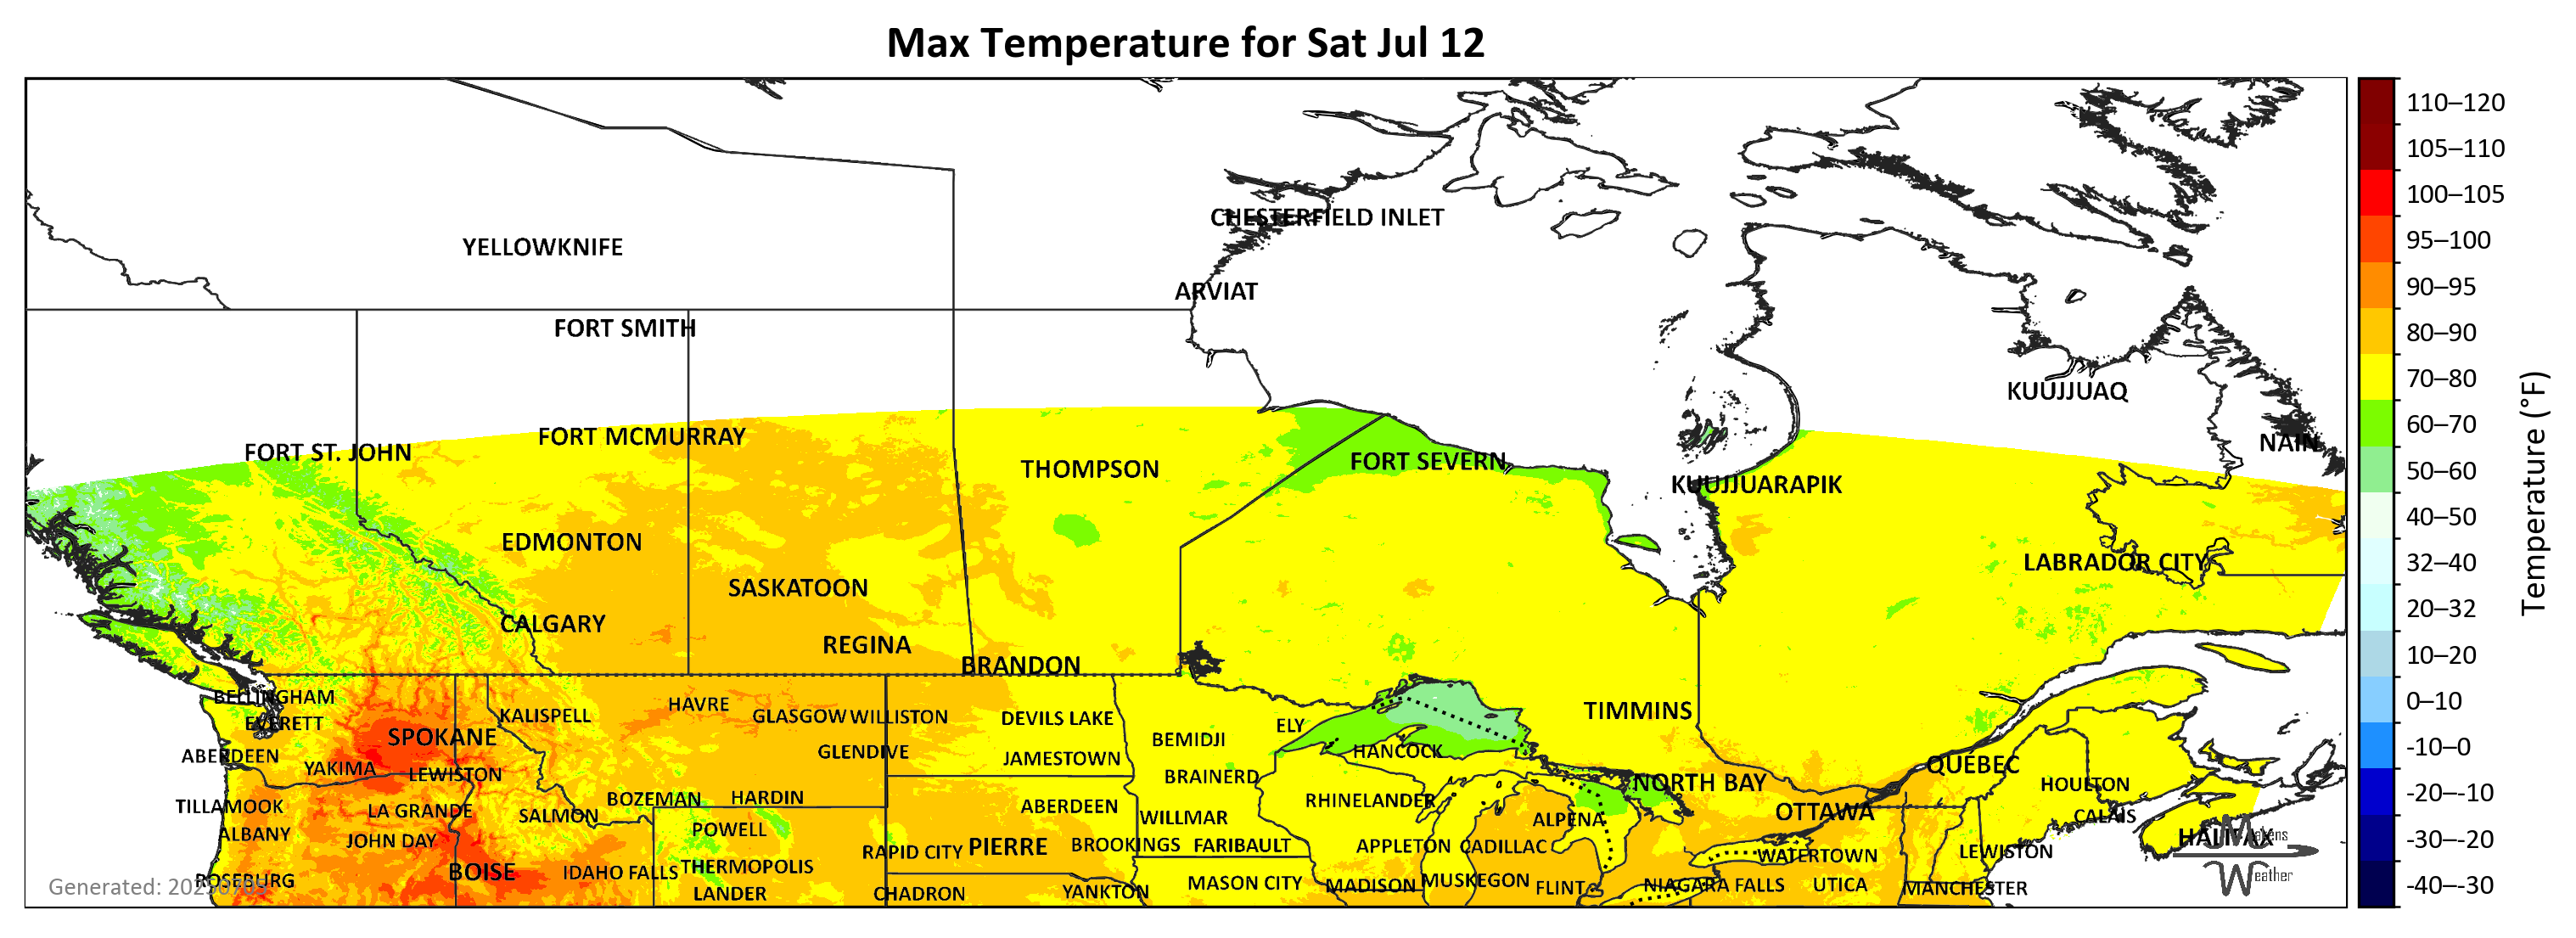 Max Temperature for Sat Jul 12
110–120
105–110
100–105
95–100
90–95
80–90
70–80
60–70
50–60
40–50
32–40
20–32
10–20
0–10
-10–0
-20–-10
-30–-20
-40–-30
Temperature (°F)
CHESTERFIELD INLET
YELLOWKNIFE
ARVIAT
FORT SMITH
KUUJJUAQ
FORT MCMURRAY
NAIN
FORT ST. JOHN
FORT SEVERN
THOMPSON
KUUJJUARAPIK
EDMONTON
LABRADOR CITY
SASKATOON
CALGARY
REGINA
BRANDON
BELLINGHAM
HAVRE
TIMMINS
KALISPELL
GLASGOW
WILLISTON
DEVILS LAKE
EVERETT
ELY
SPOKANE
BEMIDJI
ABERDEEN
GLENDIVE
JAMESTOWN
HANCOCK
QUÉBEC
YAKIMA
LEWISTON
BRAINERD
NORTH BAY
HOULTON
BOZEMAN
HARDIN
RHINELANDER
TILLAMOOK
LA GRANDE
SALMON
ABERDEEN
WILLMAR
ALPENA
OTTAWA
CALAIS
ALBANY
JOHN DAY
POWELL
HALIFAX
RAPID CITY
PIERRE
BROOKINGS
FARIBAULT
APPLETON
CADILLAC
WATERTOWN
LEWISTON
BOISE
IDAHO FALLS
THERMOPOLIS
ROSEBURG
MASON CITY
MADISON
MUSKEGON
FLINT
NIAGARA FALLS
UTICA
MANCHESTER
LANDER
CHADRON
YANKTON
Weather